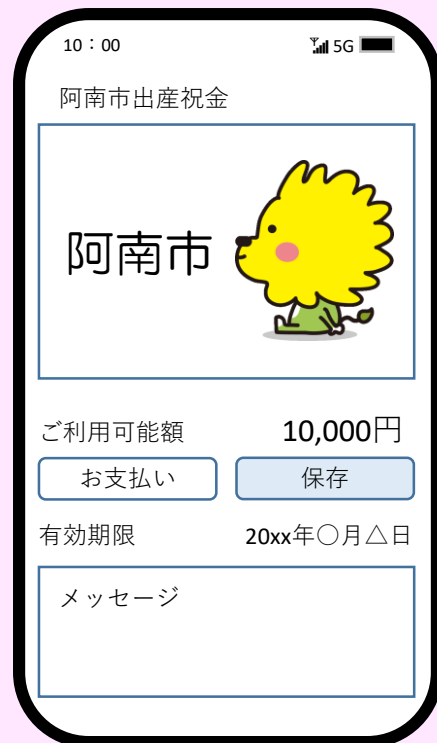 10：00 5G
阿南市出産祝金
阿南市
ご利用可能額 10,000円
お支払い 保存
有効期限 20xx年〇月△日
メッセージ